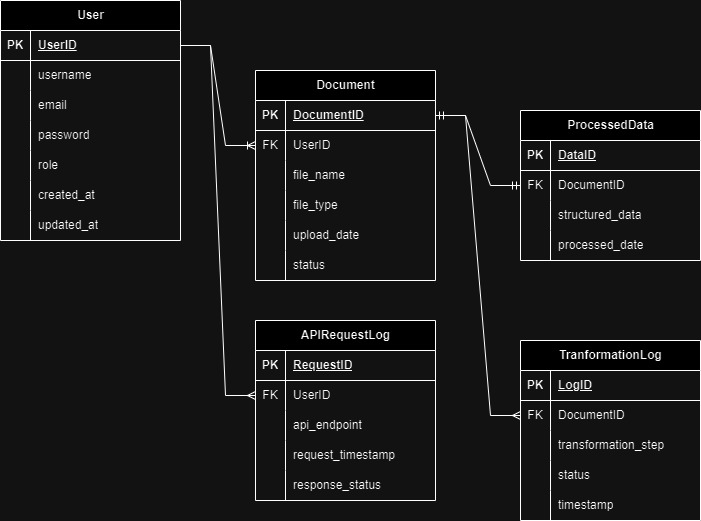 User
PK UserID
username
email
password
role
created_at
updated_at
Document
PK DocumentID
FK UserID
file_name
file_type
upload_date
status
APIRequestLog
PK RequestID
FK UserID
api_endpoint
request_timestamp
response_status
ProcessedData
PK DataID
FK DocumentID
structured_data
processed_date
TranformationLog
PK LogID
FK DocumentID
transformation_step
status
timestamp